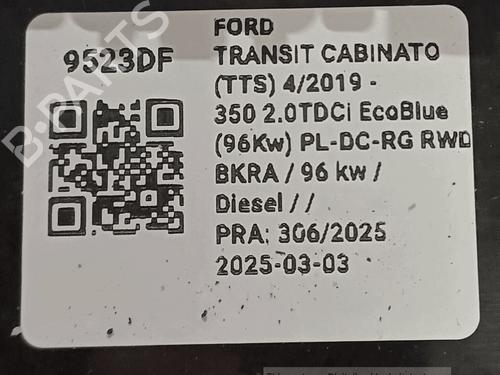 9523DF
FORD
TRANSIT CABINATO
(TTS) 4/2019 -
350 2.0TDCi EcoBlue
(96Kw) PL-DC-RG RWD
BKRA / 96 kw /
Diesel / /
PRA: 306/2025
2025-03-03
B-PARTS